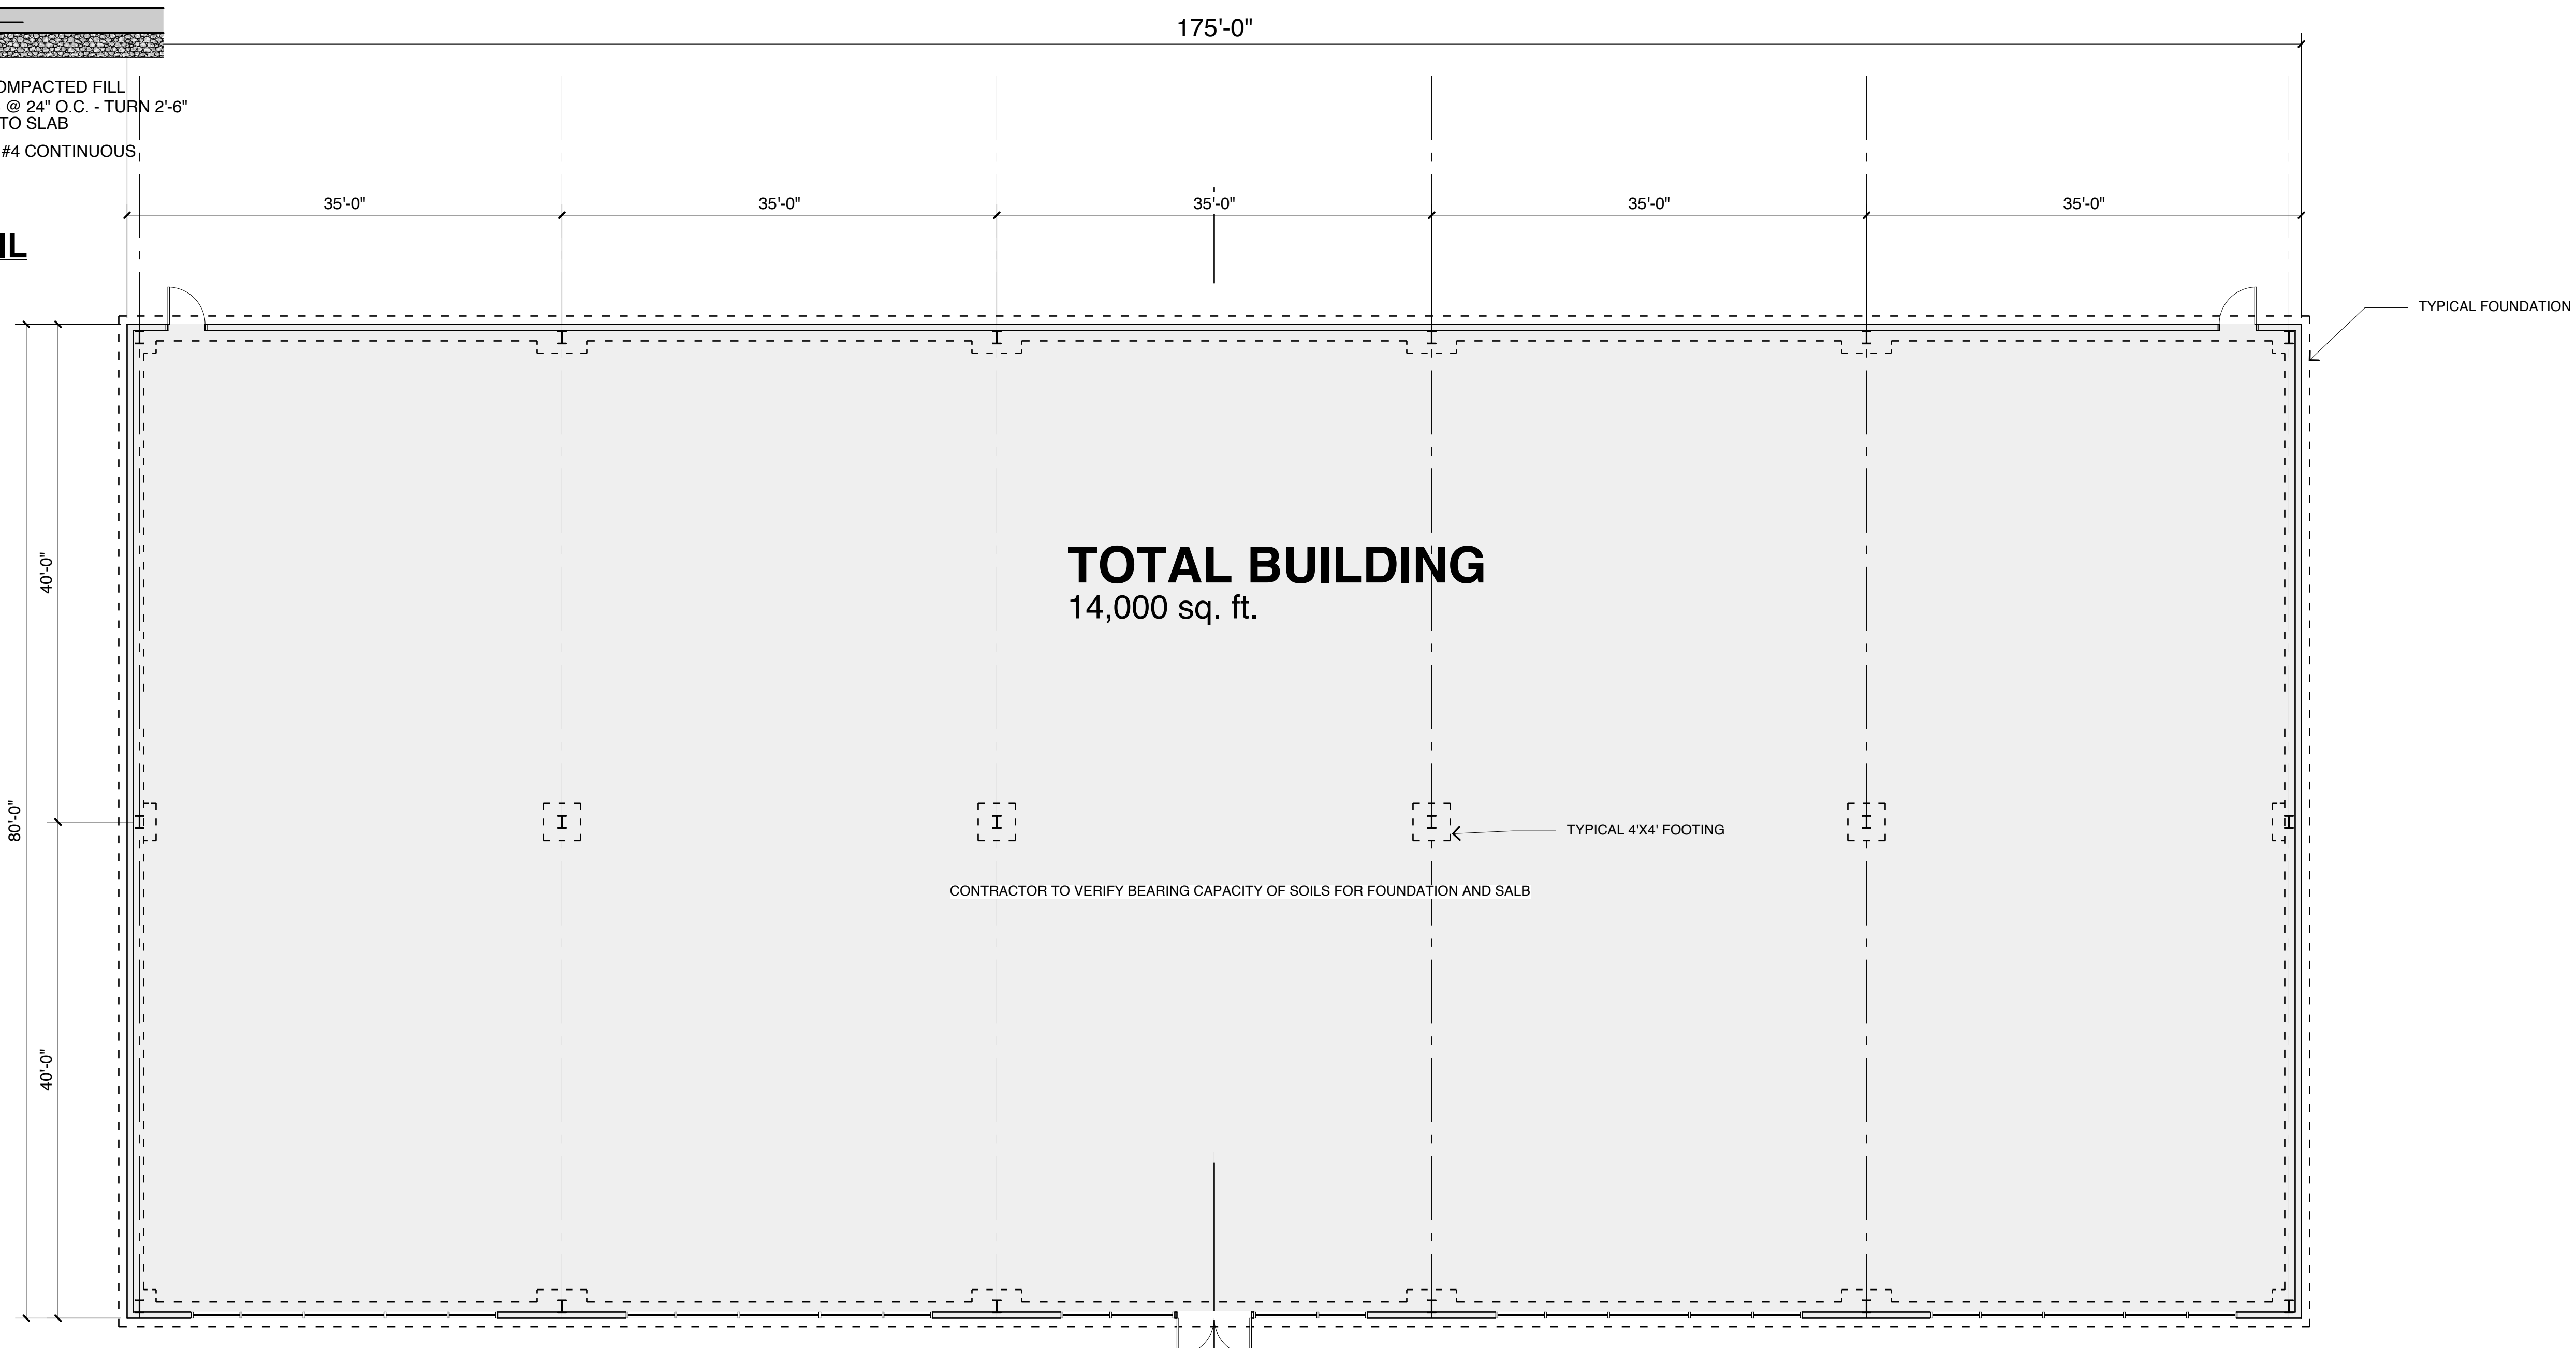 175'-0"
OMPACTED FILL
@ 24" O.C. - TURN 2'-6"
TO SLAB
#4 CONTINUOUS
35'-0"
35'-0"
35'-0"
35'-0"
35'-0"
IL
TYPICAL FOUNDATION
40'-0"
TOTAL BUILDING
14,000 sq. ft.
80'-0"
TYPICAL 4'X4' FOOTING
CONTRACTOR TO VERIFY BEARING CAPACITY OF SOILS FOR FOUNDATION AND SALB
40'-0"